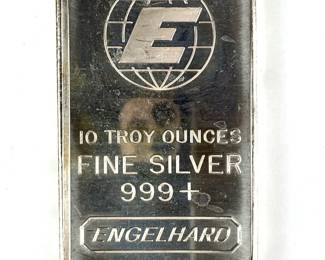 E
10 TROY OUNCES
FINE SILVER
999+
ENGELHARD